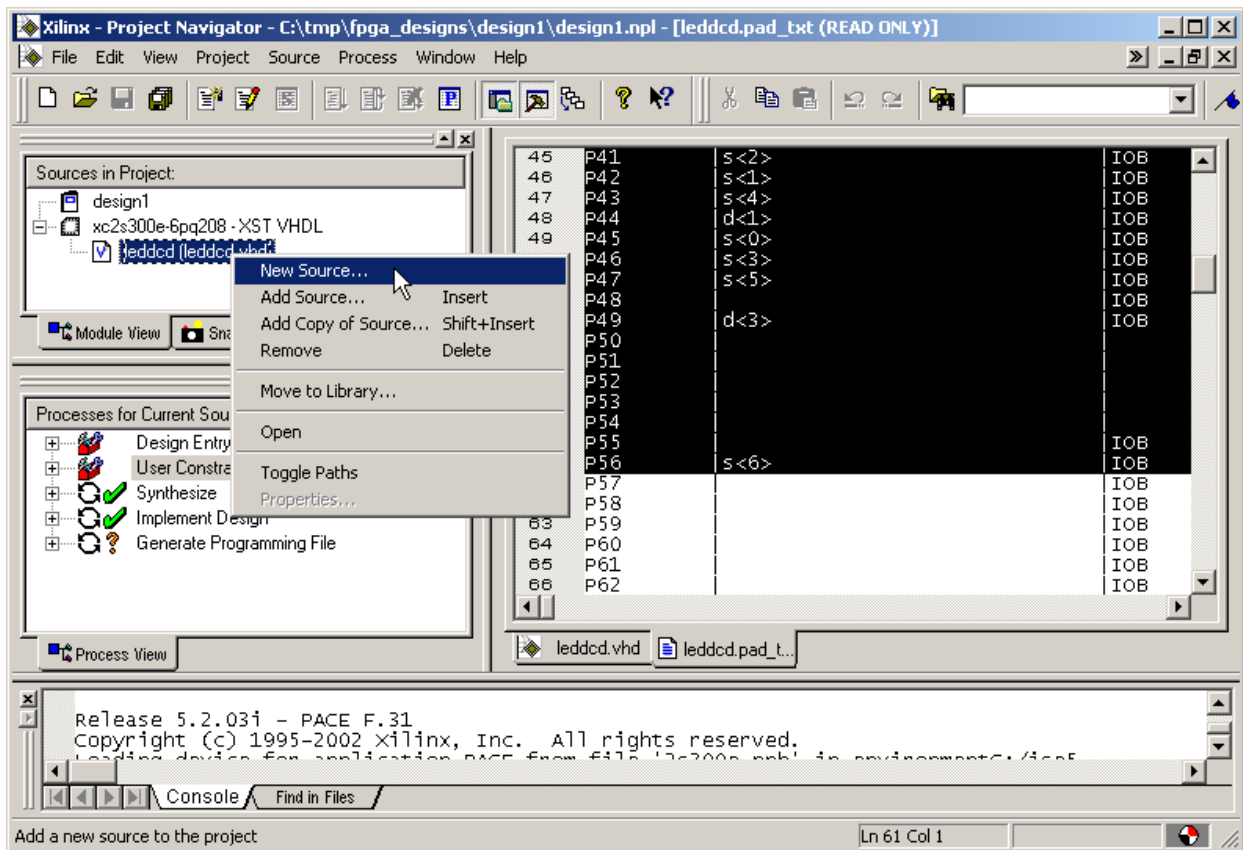 Xilinx - Project Navigator - C:\tmp\fpga_designs\design1\design1.npl - [leddcd.pad_txt (READ ONLY)]
File Edit View Project Source Process Window Help
Sources in Project:
design1
xc2s300e-6pq208 - XST VHDL
leddcd (leddcd.vhd)
Module View
New Source...
Add Source... Insert
Add Copy of Source... Shift+Insert
Remove Delete
Move to Library...
Open
Toggle Paths
Properties...
Processes for Current Sou
Design Entry
User Constra
Synthesize
Implement Design
Generate Programming File
Process View
45 P41 |s<2> |IOB
46 P42 |s<1> |IOB
47 P43 |s<4> |IOB
48 P44 |d<1> |IOB
49 P45 |s<0> |IOB
P46 |s<3> |IOB
P47 |s<5> |IOB
P48 | |IOB
P49 |d<3> |IOB
P50 | |
P51 | |
P52 | |
P53 | |
P54 | |
P55 | |IOB
P56 |s<6> |IOB
P57 | |IOB
P58 | |IOB
63 P59 | |IOB
64 P60 | |IOB
65 P61 | |IOB
66 P62 | |IOB
leddcd.vhd leddcd.pad_t...
Release 5.2.03i - PACE F.31
Copyright (c) 1995-2002 Xilinx, Inc. All rights reserved.
Loading device for application PACE from file
Console Find in Files
Add a new source to the project
Ln 61 Col 1